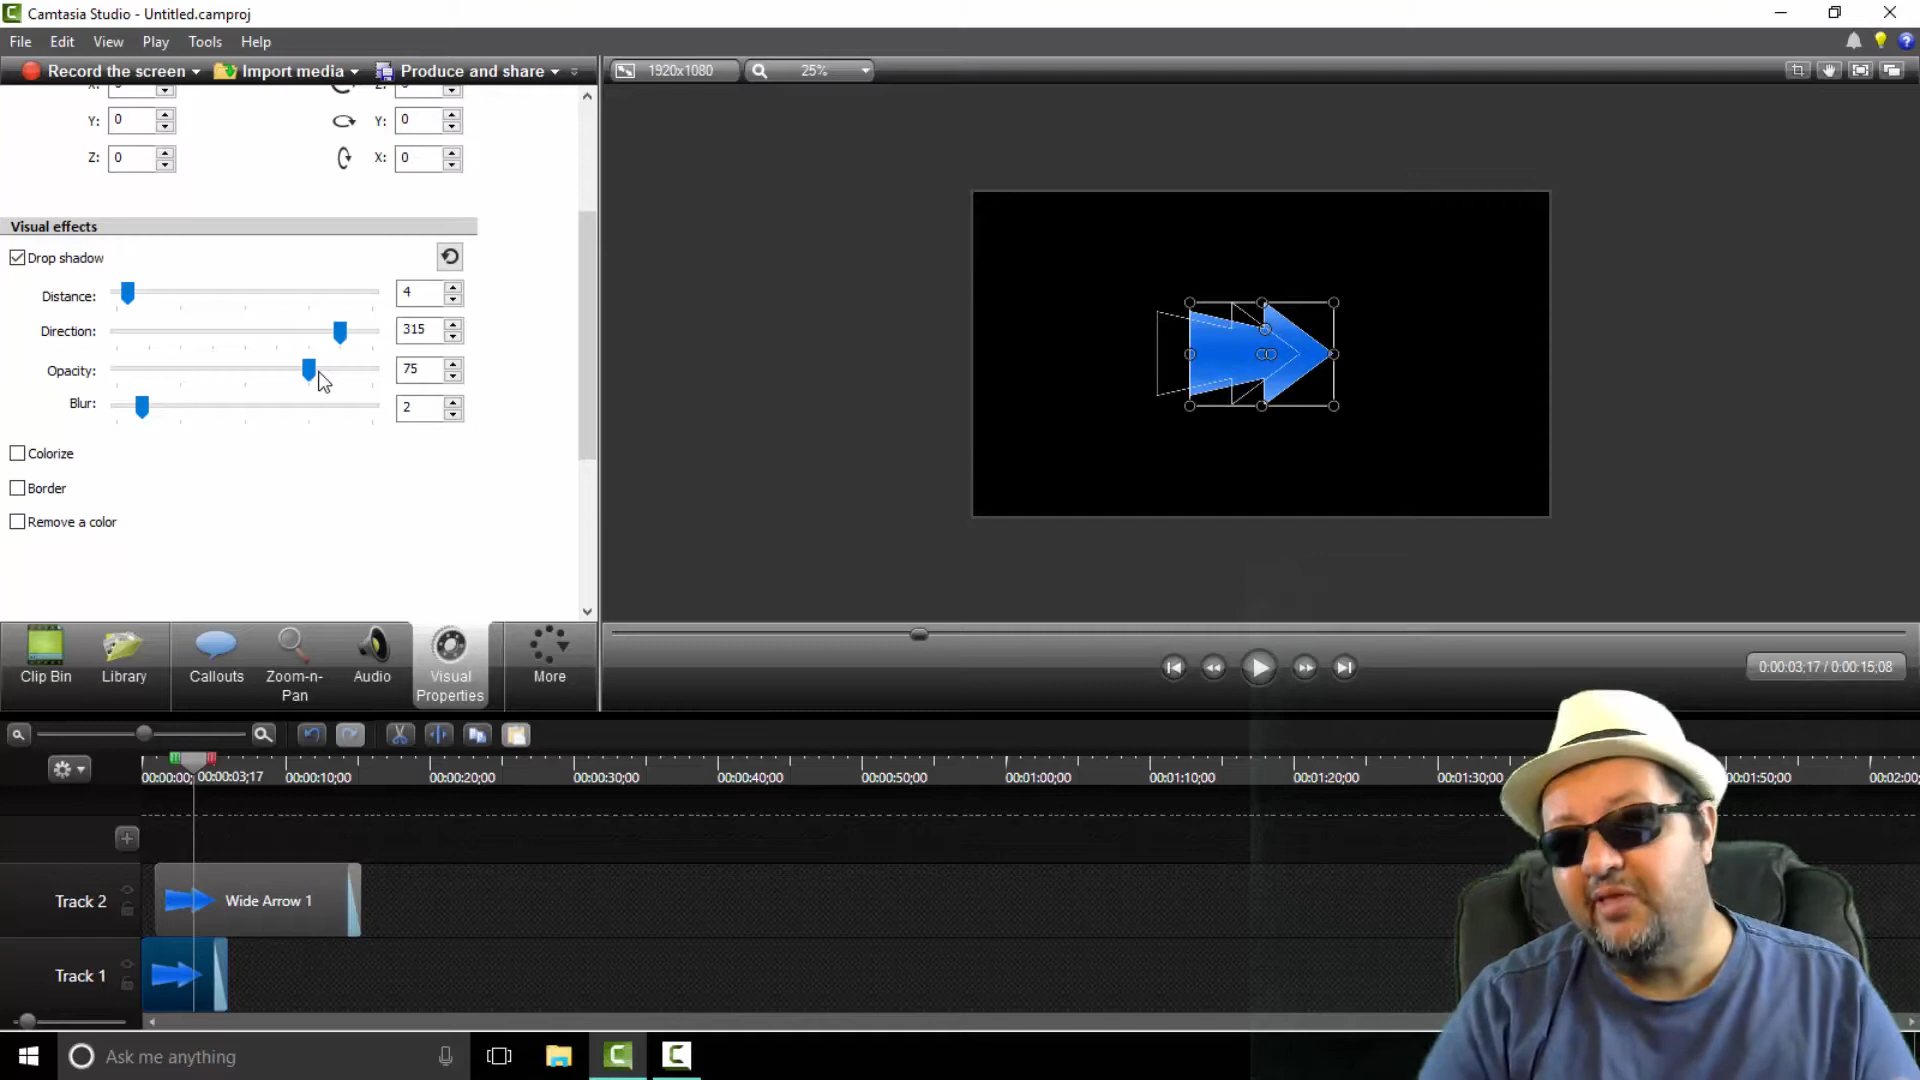 Camtasia Studio - Untitled.camproj
File Edit View Play Tools Help
Record the screen Import media Produce and share 1920x1080 25%
X: 0 Z: 0
Y: 0 Y: 0
Z: 0 X: 0
Visual effects
Drop shadow
Distance: 4
Direction: 315
Opacity: 75
Blur: 2
Colorize
Border
Remove a color
Clip Bin Library Callouts Zoom-n-Pan Audio Visual Properties More
0:00:03;17 / 0:00:15;08
00:00:00; 00:00:03;17 00:00:10;00 00:00:20;00 00:00:30;00 00:00:40;00 00:00:50;00 00:01:00;00 00:01:10;00 00:01:20;00 00:01:30;00 00:01:50;00 00:02:00;
Track 2 Wide Arrow 1
Track 1
Ask me anything